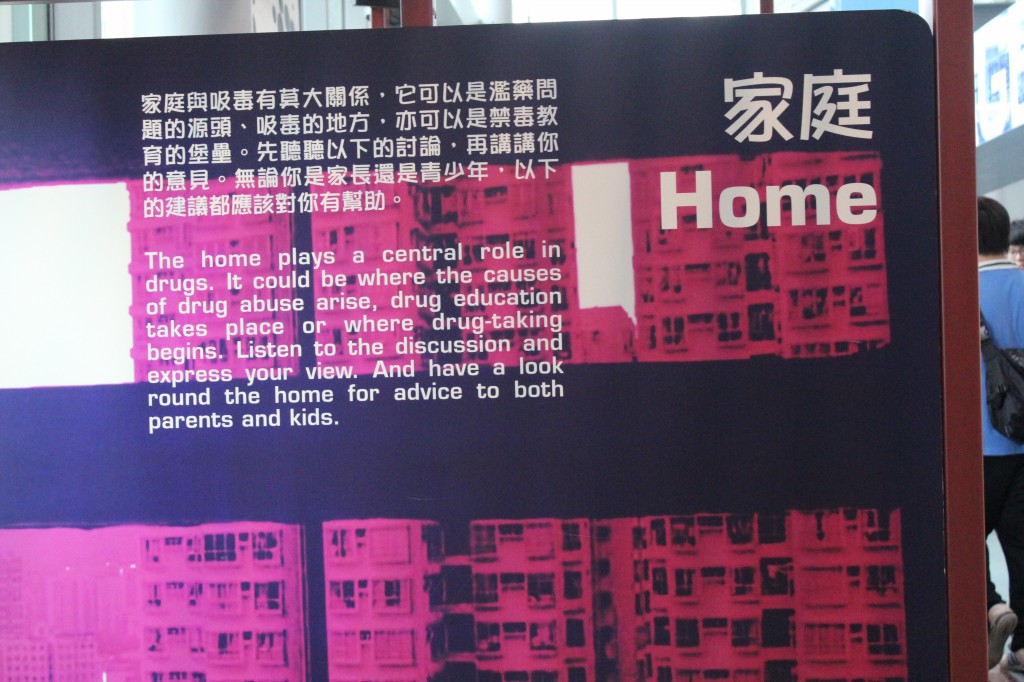 家庭
Home
家庭與吸毒有莫大關係，它可以是濫藥問
題的源頭、吸毒的地方，亦可以是禁毒教
育的堡壘。先聽聽以下的討論，再講講你
的意見。無論你是家長還是青少年，以下
的建議都應該對你有幫助。
The home plays a central role in
drugs. It could be where the causes
of drug abuse arise, drug education
takes place or where drug-taking
begins. Listen to the discussion and
express your view. And have a look
round the home for advice to both
parents and kids.